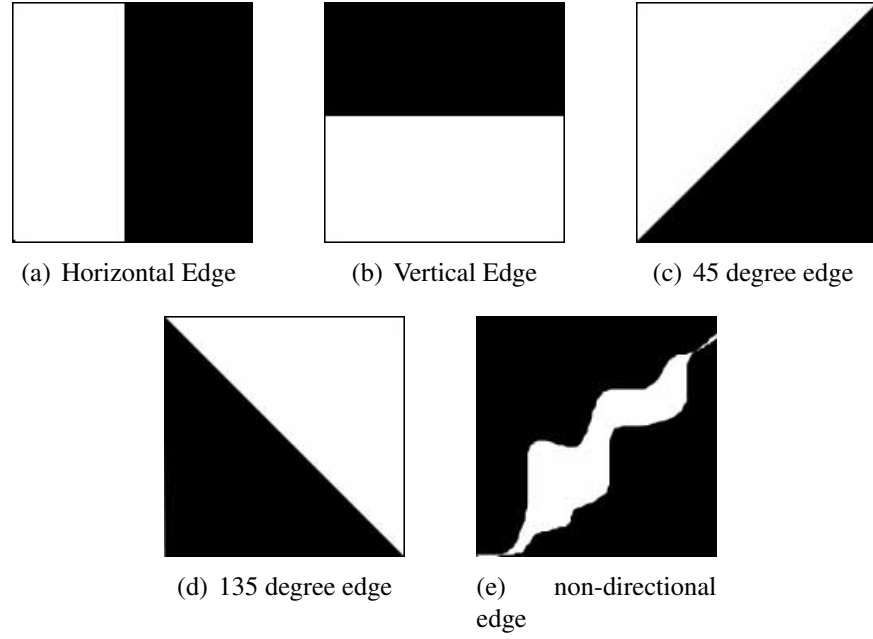 (a) Horizontal Edge
(b) Vertical Edge
(c) 45 degree edge
(d) 135 degree edge
(e) non-directional
edge